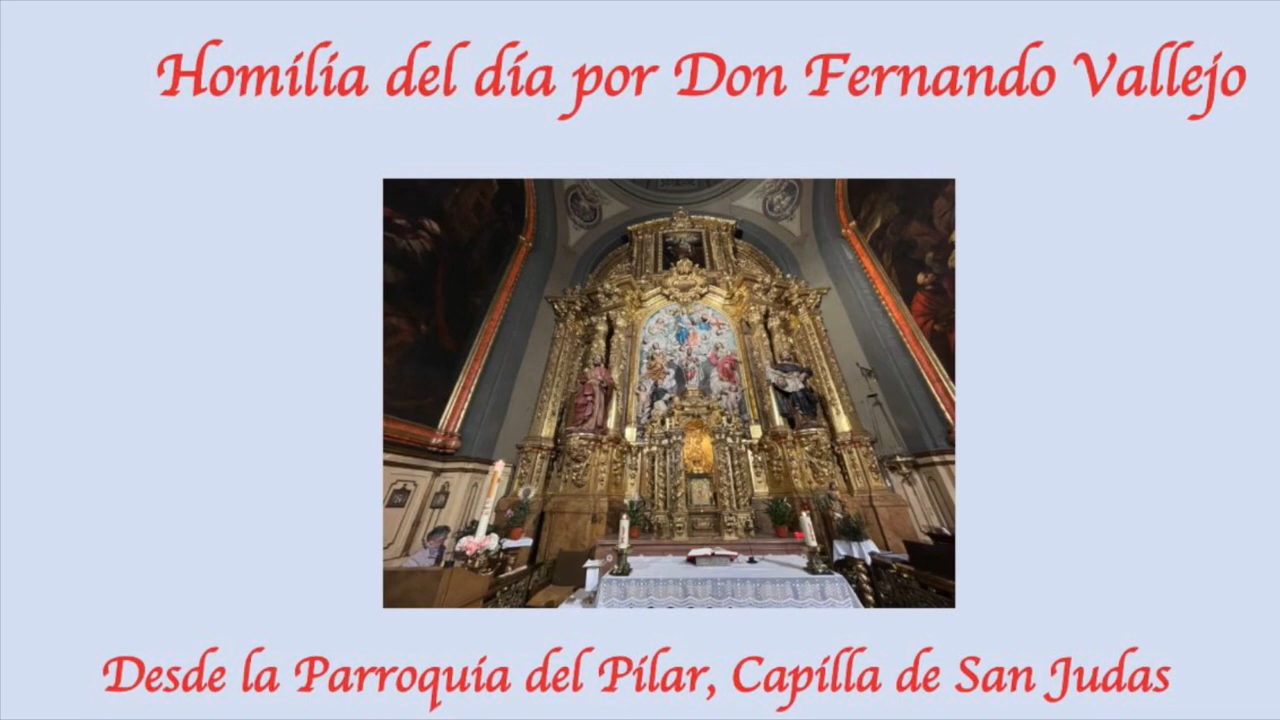 Homilía del día por Don Fernando Vallejo
Desde la Parroquia del Pilar, Capilla de San Judas